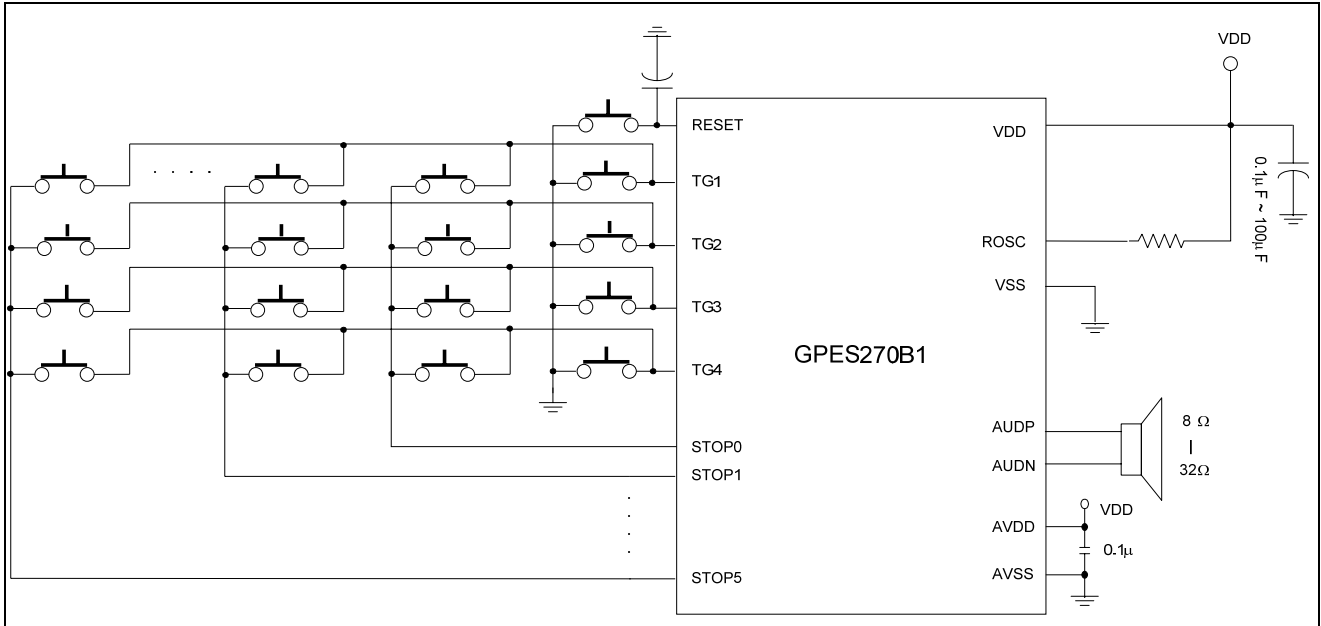 VDD
RESET
VDD
TG1
0.1μF ~ 100μF
TG2
ROSC
VSS
TG3
GPES270B1
TG4
AUDP
8 Ω
|
32Ω
STOP0
AUDN
STOP1
VDD
AVDD
0.1μ
STOP5
AVSS